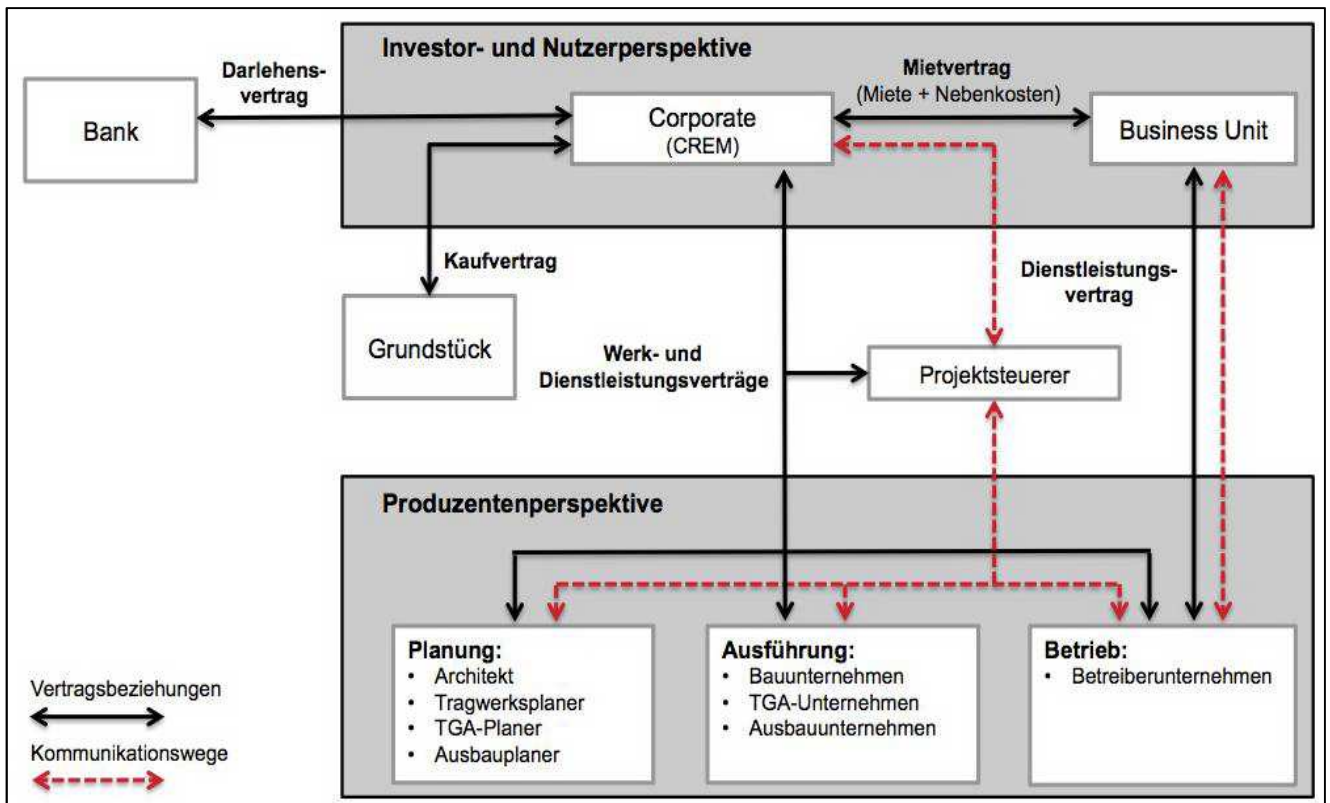 Investor- und Nutzerperspektive
Darlehens-
vertrag
Bank
Corporate
(CREM)
Mietvertrag
(Miete + Nebenkosten)
Business Unit
Kaufvertrag
Grundstück
Dienstleistungs-
vertrag
Werk- und
Dienstleistungsverträge
Projektsteuerer
Produzentenperspektive
Planung:
• Architekt
• Tragwerksplaner
• TGA-Planer
• Ausbauplaner
Ausführung:
• Bauunternehmen
• TGA-Unternehmen
• Ausbauunternehmen
Betrieb:
• Betreiberunternehmen
Vertragsbeziehungen
Kommunikationswege